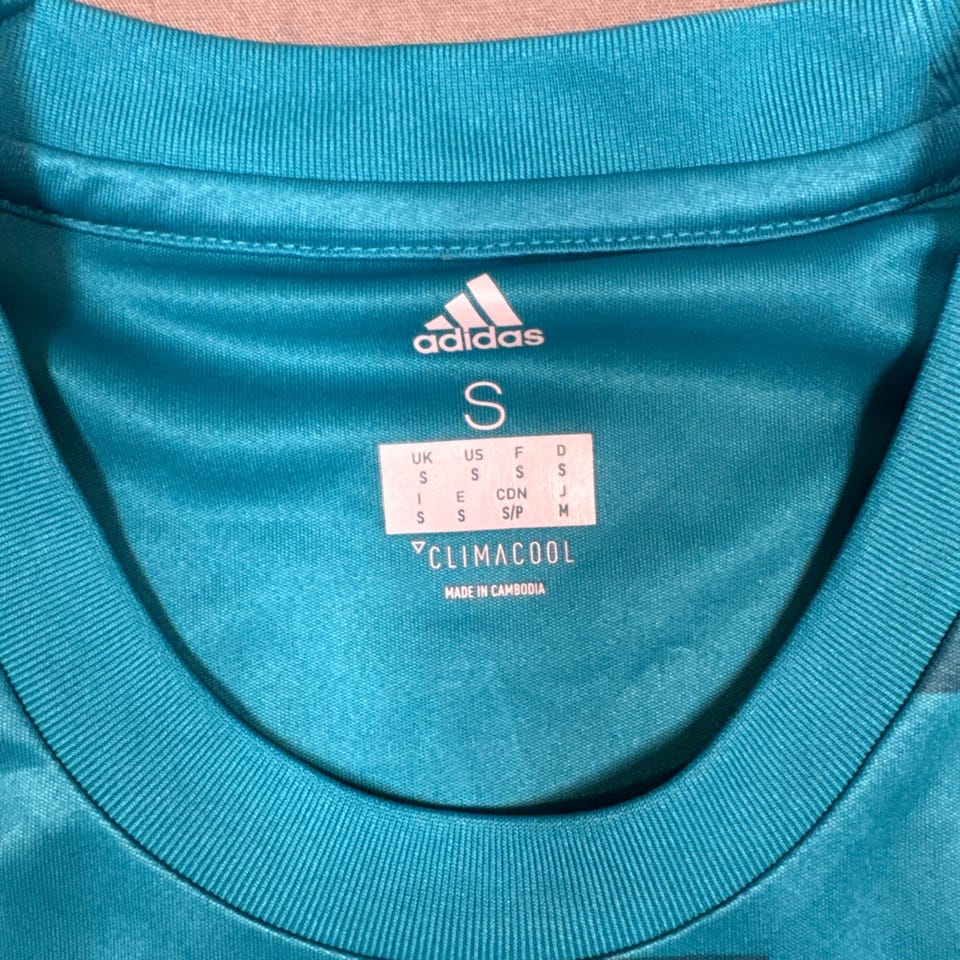 adidas
S
UK US F D
S S S S
I E CDN J
S S S/P M
CLIMACOOL
MADE IN CAMBODIA